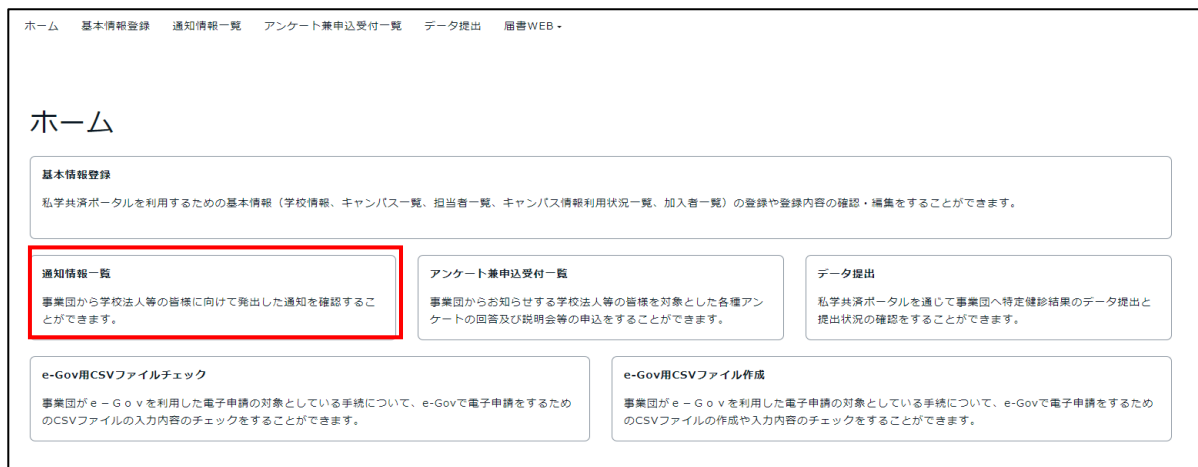 ホーム 基本情報登録 通知情報一覧 アンケート兼申込受付一覧 データ提出 届書WEB
ホーム
基本情報登録
私学共済ポータルを利用するための基本情報（学校情報、キャンパス一覧、担当者一覧、キャンパス情報利用状況一覧、加入者一覧）の登録や登録内容の確認・編集をすることができます。
通知情報一覧
事業団から学校法人等の皆様に向けて発出した通知を確認するこ
とができます。
アンケート兼申込受付一覧
事業団からお知らせする学校法人等の皆様を対象とした各種アン
ケートの回答及び説明会等の申込をすることができます。
データ提出
私学共済ポータルを通じて事業団へ特定健診結果のデータ提出と
提出状況の確認をすることができます。
e-Gov用CSVファイルチェック
事業団がｅ－Ｇｏｖを利用した電子申請の対象としている手続について、e-Govで電子申請をするため
のCSVファイルの入力内容のチェックをすることができます。
e-Gov用CSVファイル作成
事業団がｅ－Ｇｏｖを利用した電子申請の対象としている手続について、e-Govで電子申請をするため
のCSVファイルの作成や入力内容のチェックをすることができます。